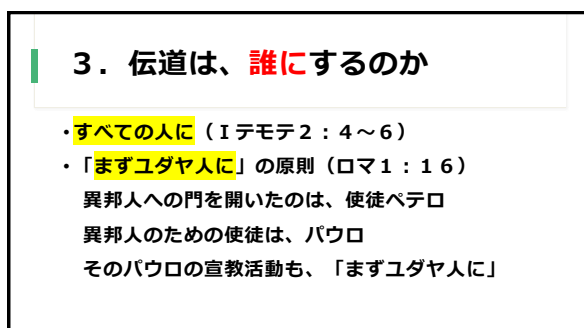 ３．伝道は、誰にするのか
・すべての人に（Ⅰテモテ２：４～６）
・「まずユダヤ人に」の原則（ロマ１：１６）
異邦人への門を開いたのは、使徒ペテロ
異邦人のための使徒は、パウロ
そのパウロの宣教活動も、「まずユダヤ人に」